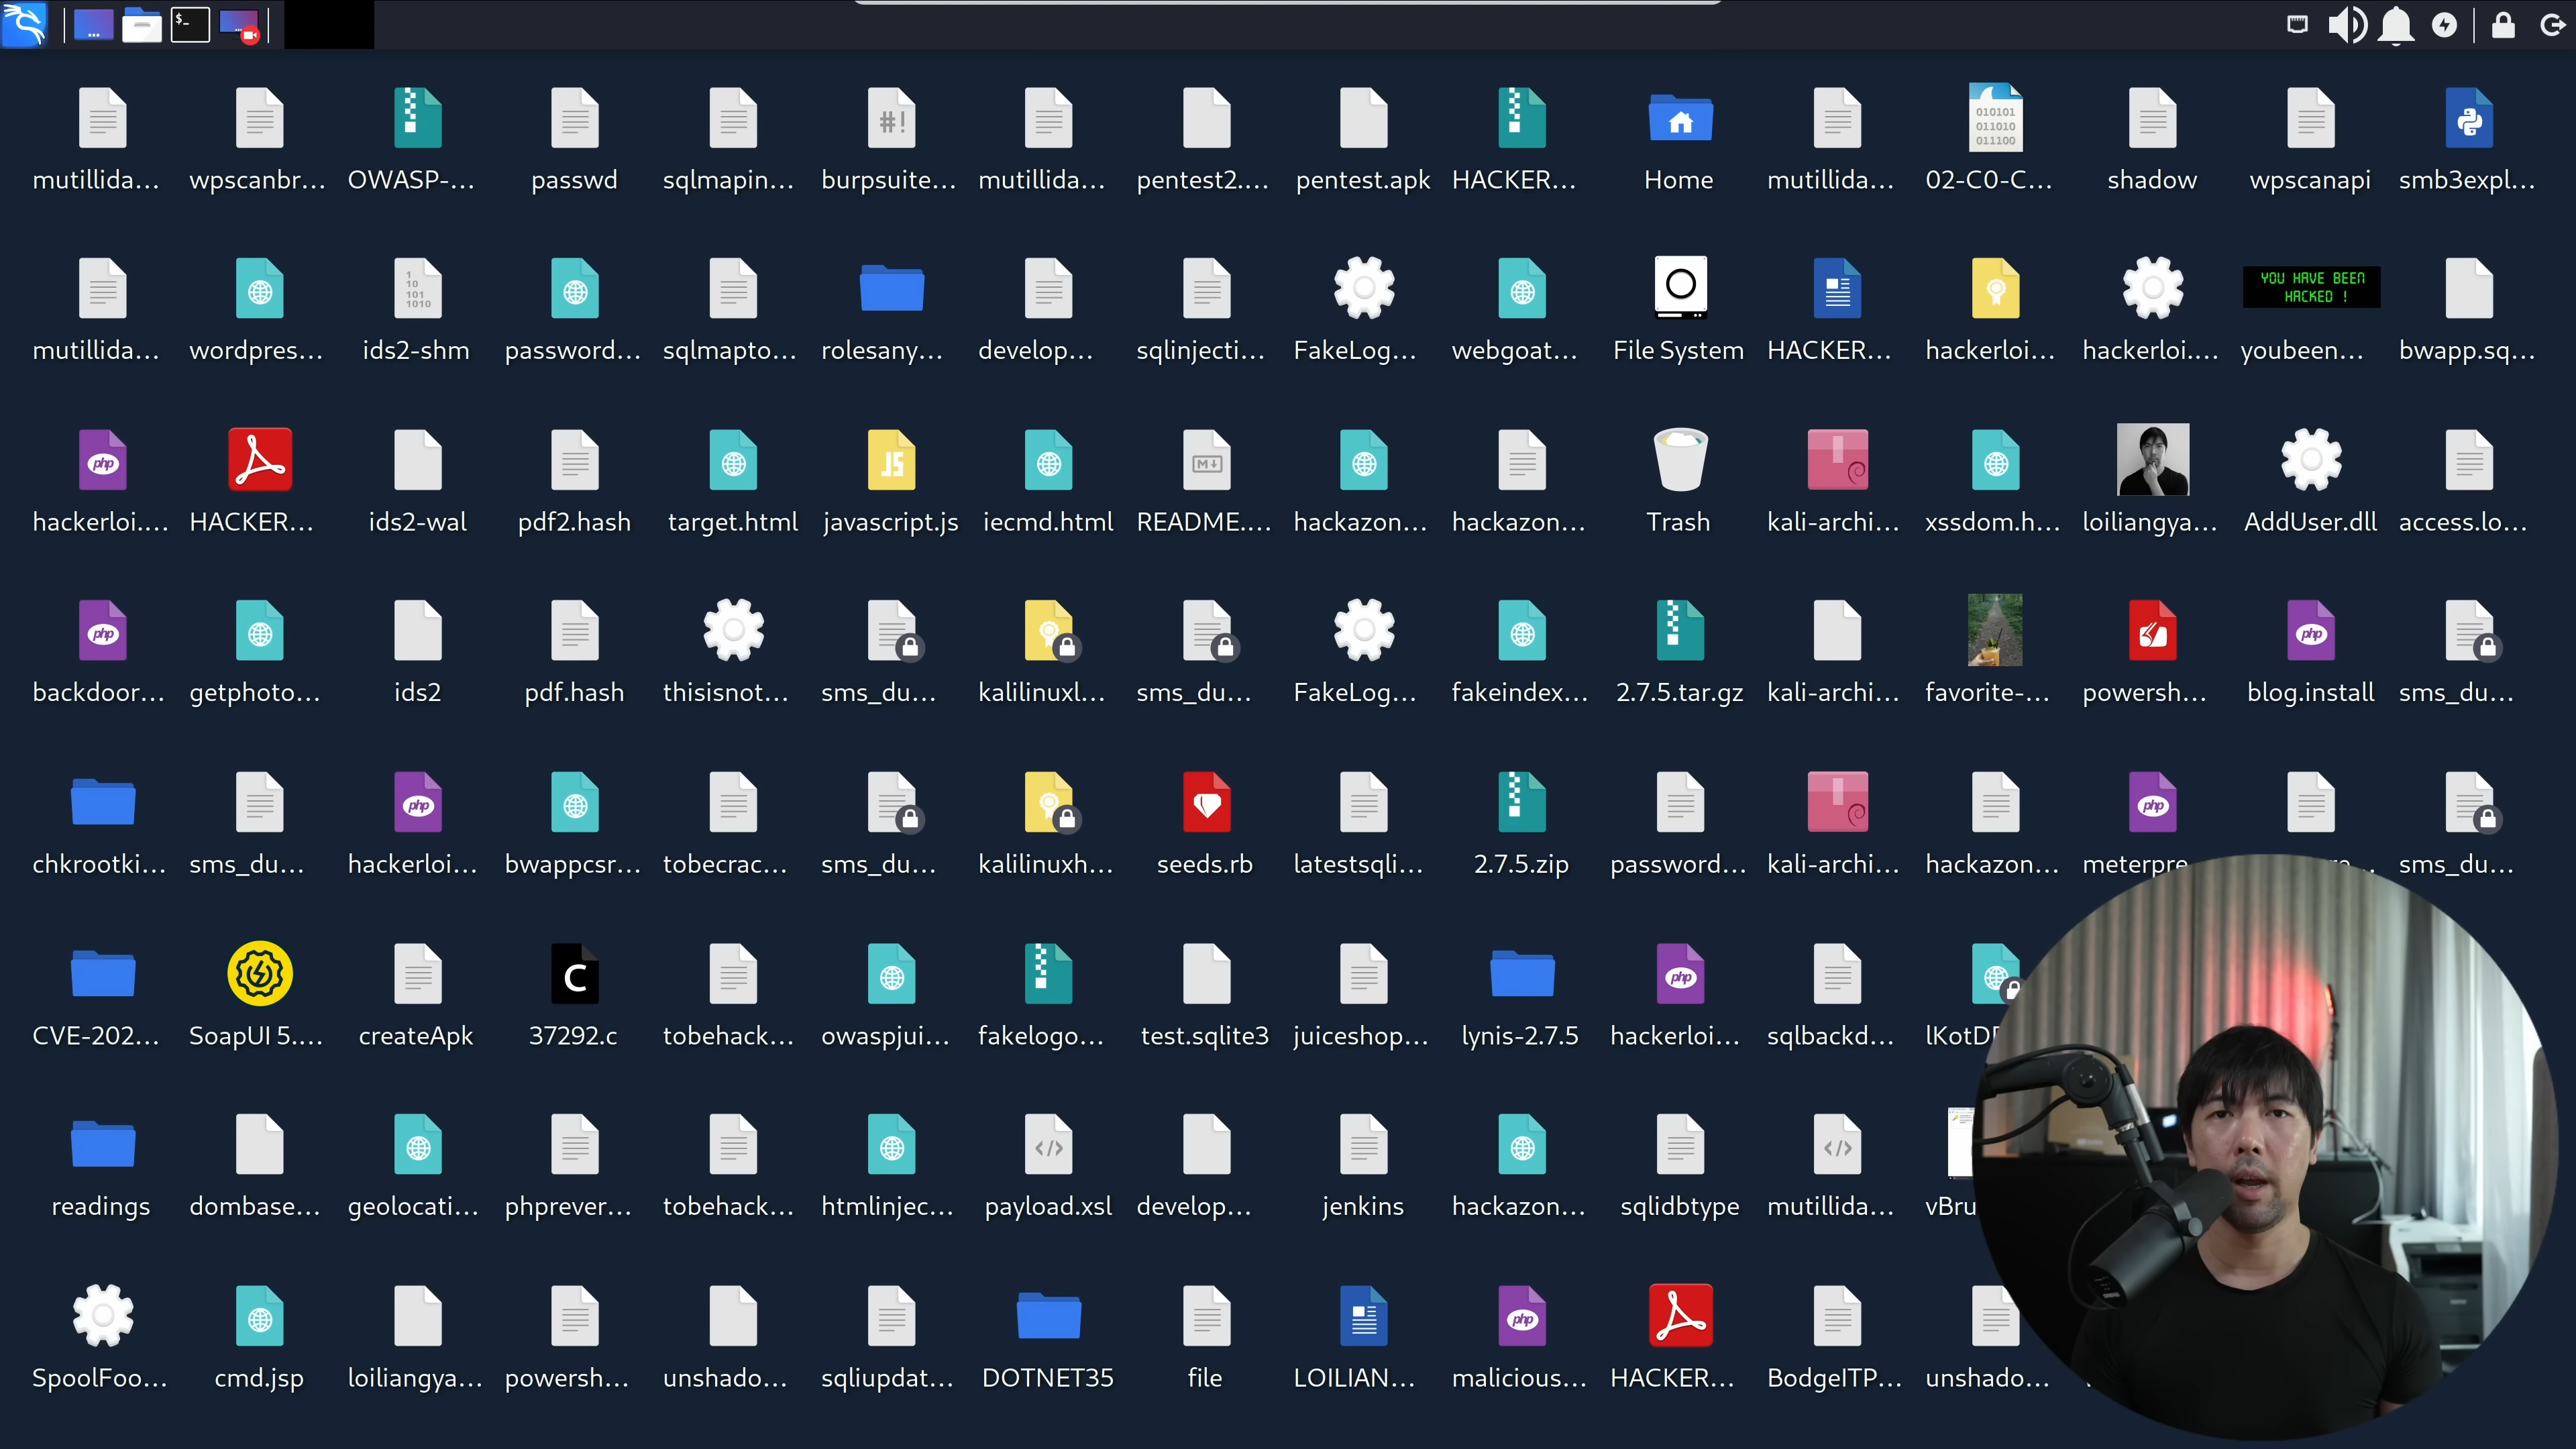 mutillida...
wpscanbr...
OWASP-...
passwd
sqlmapin...
burpsuite...
mutillida...
pentest2....
pentest.apk
HACKER...
Home
mutillida...
02-C0-C...
shadow
wpscanapi
smb3expl...
mutillida...
wordpres...
ids2-shm
password...
sqlmapto...
rolesany...
develop...
sqlinjecti...
FakeLog...
webgoat...
File System
HACKER...
hackerloi...
hackerloi....
youbeen...
bwapp.sq...
YOU HAVE BEEN
HACKED !
hackerloi....
HACKER...
ids2-wal
pdf2.hash
target.html
javascript.js
iecmd.html
README....
hackazon...
hackazon...
Trash
kali-archi...
xssdom.h...
loiliangya...
AddUser.dll
access.lo...
backdoor...
getphoto...
ids2
pdf.hash
thisisnot...
sms_du...
kalilinuxl...
sms_du...
FakeLog...
fakeindex...
2.7.5.tar.gz
kali-archi...
favorite-...
powersh...
blog.install
sms_du...
chkrootki...
sms_du...
hackerloi...
bwappcsr...
tobecrac...
sms_du...
kalilinuxh...
seeds.rb
latestsqli...
2.7.5.zip
password...
kali-archi...
hackazon...
meterpre
sms_du...
CVE-202...
SoapUI 5....
createApk
37292.c
tobehack...
owaspjui...
fakelogo...
test.sqlite3
juiceshop...
lynis-2.7.5
hackerloi...
sqlbackd...
readings
dombase...
geolocati...
phprever...
tobehack...
htmlinjec...
payload.xsl
develop...
jenkins
hackazon...
sqlidbtype
mutillida...
vBru
SpoolFoo...
cmd.jsp
loiliangya...
powersh...
unshado...
sqliupdat...
DOTNET35
file
LOILIAN...
malicious...
HACKER...
BodgeITP...
unshado...